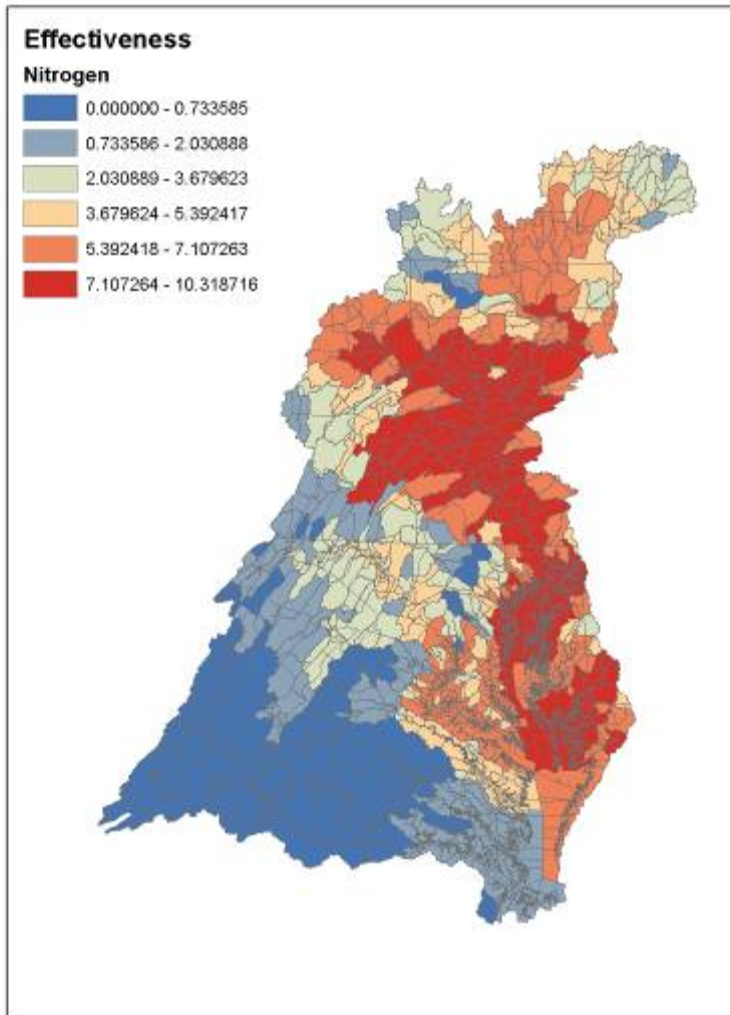 Effectiveness
Nitrogen
0.000000 - 0.733585
0.733586 - 2.030888
2.030889 - 3.679623
3.679624 - 5.392417
5.392418 - 7.107263
7.107264 - 10.318716